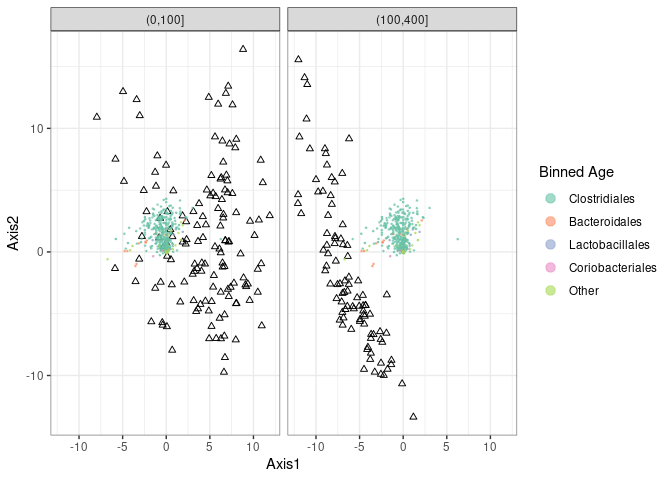 (0,100]
(100,400]
10
0
-10
Axis2
-10
-5
0
5
10
-10
-5
0
5
10
Axis1
Binned Age
Clostridiales
Bacteroidales
Lactobacillales
Coriobacteriales
Other